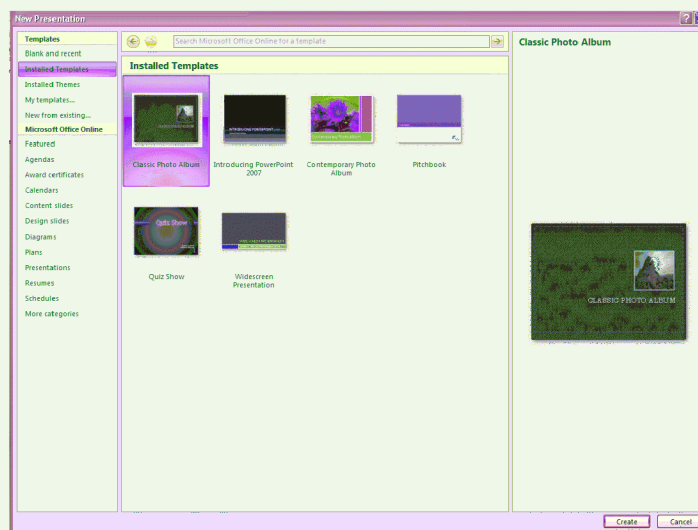 New Presentation
Templates
Blank and recent
Installed Templates
Installed Themes
My templates...
New from existing...
Microsoft Office Online
Featured
Agendas
Award certificates
Calendars
Content slides
Design slides
Diagrams
Plans
Presentations
Resumes
Schedules
More categories
Search Microsoft Office Online for a template
Installed Templates
Classic Photo Album
Introducing PowerPoint
2007
Contemporary Photo
Album
Pitchbook
Quiz Show
Quiz Show
Widescreen
Presentation
Classic Photo Album
CLASSIC PHOTO ALBUM
Create
Cancel